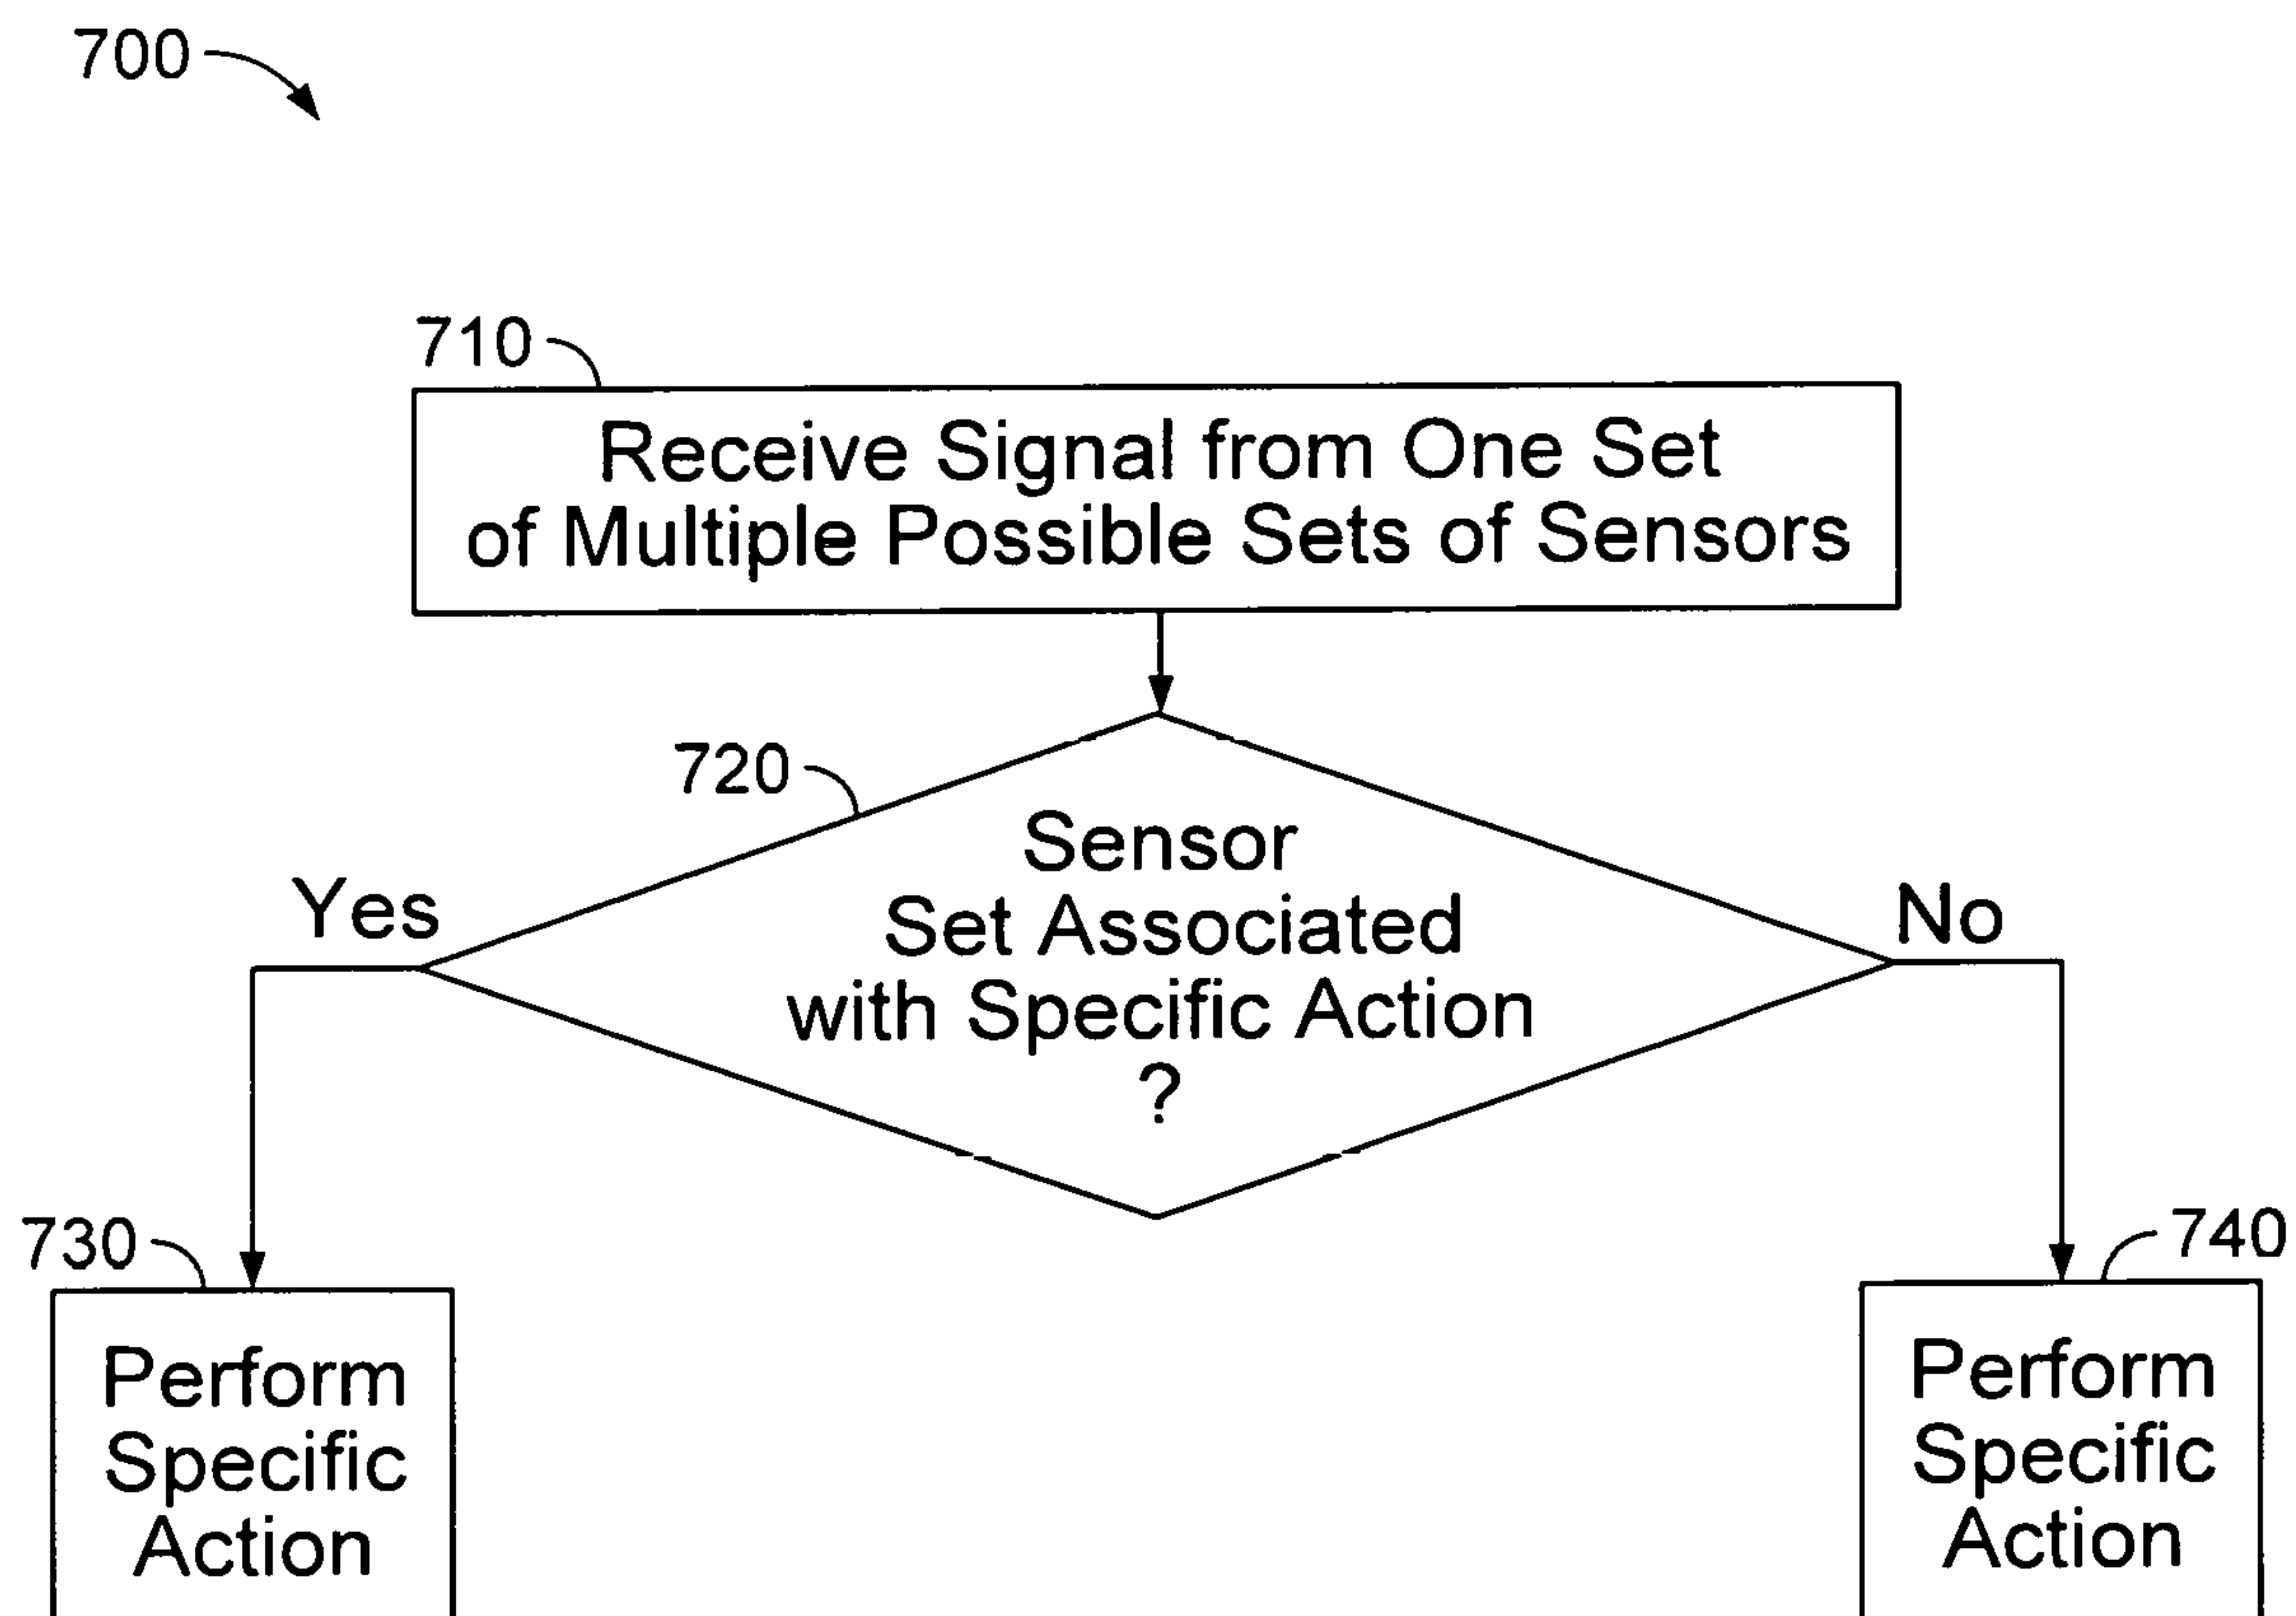 700
710
Receive Signal from One Set
of Multiple Possible Sets of Sensors
720
Sensor
Set Associated
with Specific Action
?
Yes
No
730
Perform
Specific
Action
740
Perform
Specific
Action